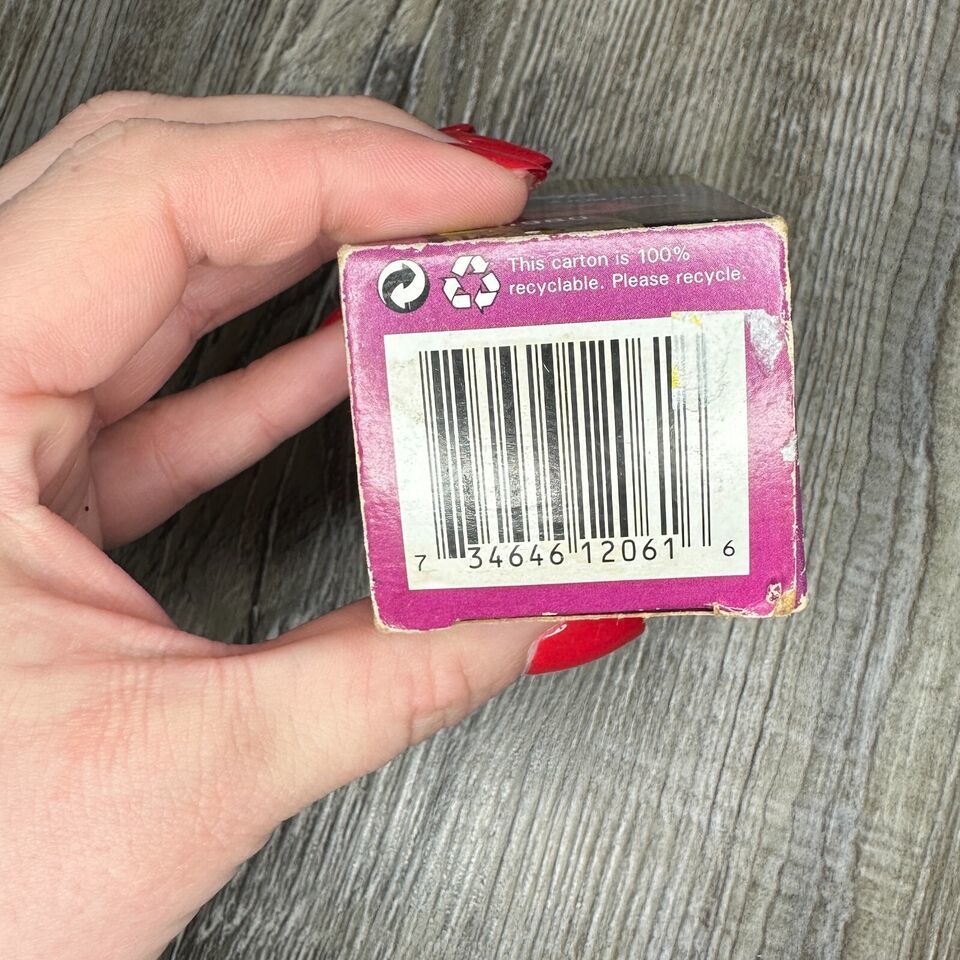 This carton is 100%
recyclable. Please recycle.
7 34646 12061 6